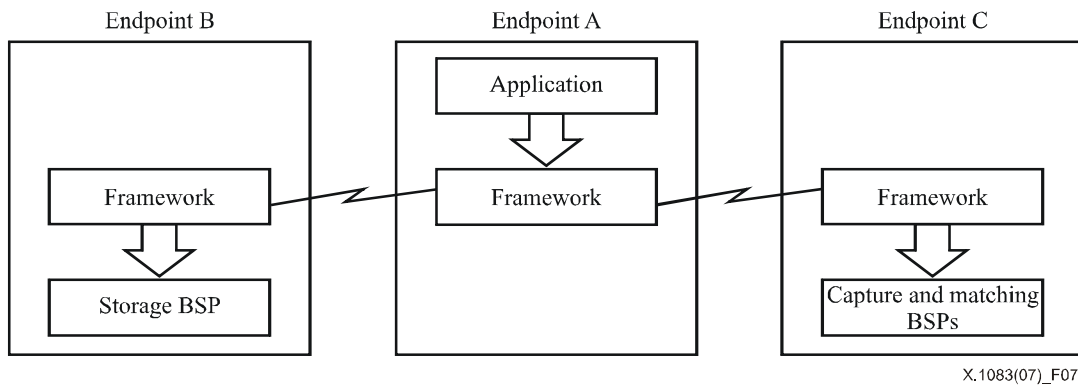 Endpoint B
Endpoint A
Endpoint C
Application
Framework
Framework
Framework
Storage BSP
Capture and matching
BSPs
X.1083(07)_F07